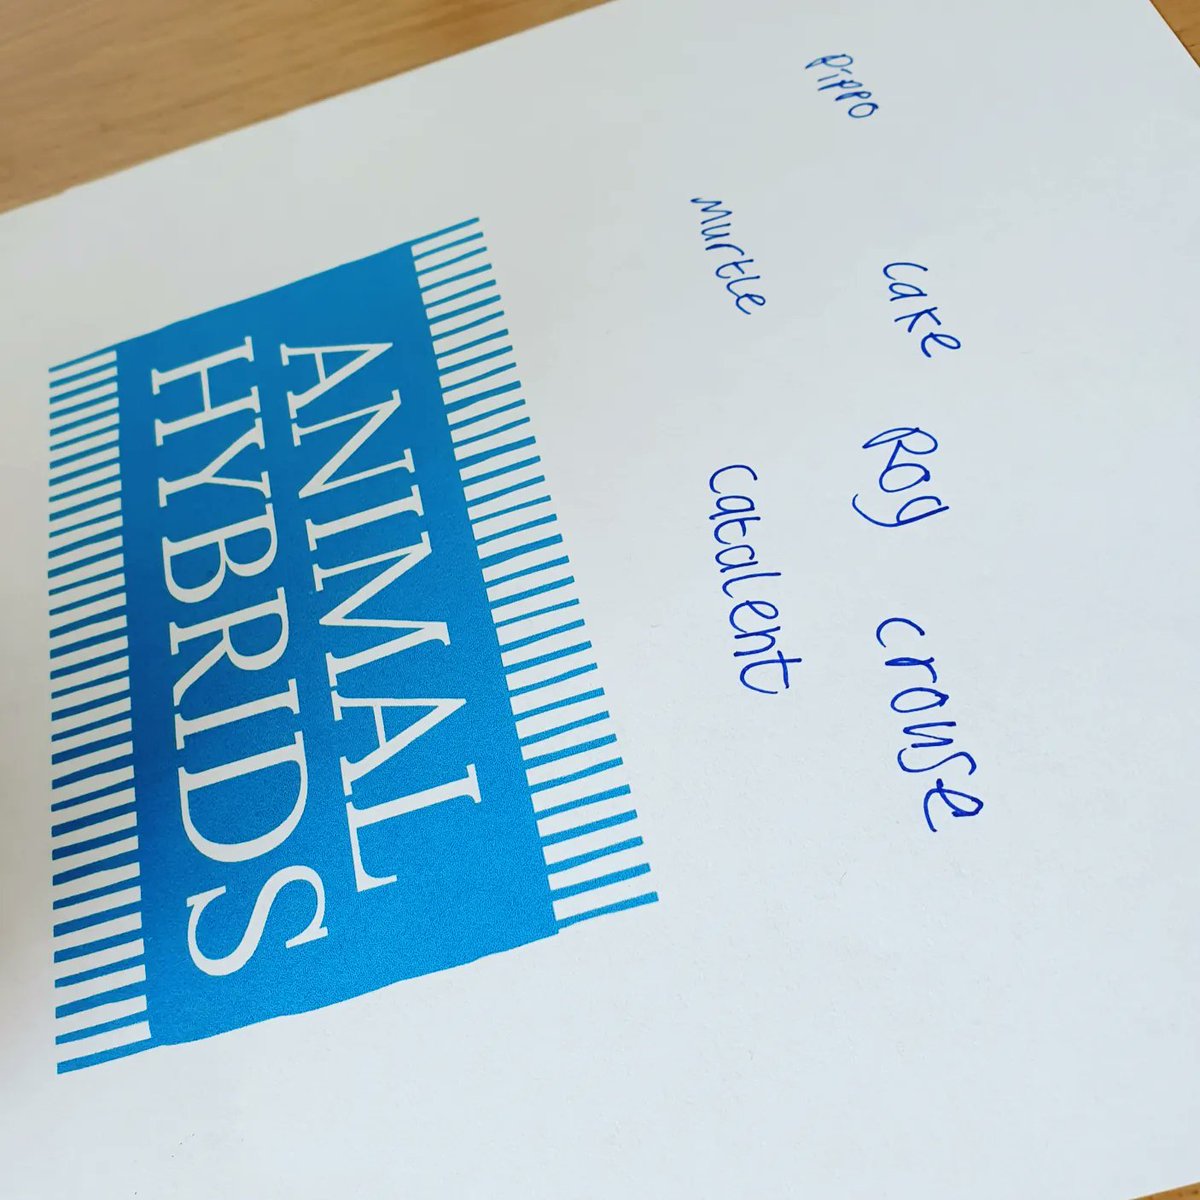 Pippo cake Rog crouse
Murtle catalent
ANIMAL
HYBRIDS